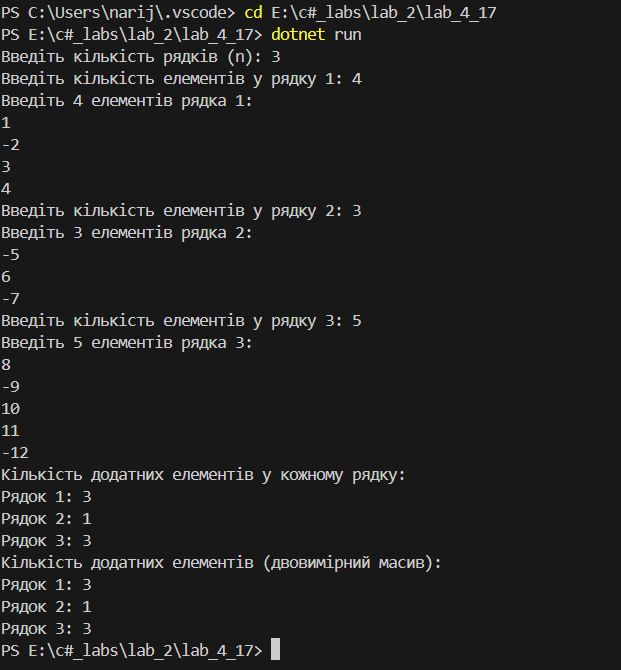 PS C:\Users\narij\.vscode> cd E:\c#_labs\lab_2\lab_4_17
PS E:\c#_labs\lab_2\lab_4_17> dotnet run
Введіть кількість рядків (n): 3
Введіть кількість елементів у рядку 1: 4
Введіть 4 елементів рядка 1:
1
-2
3
4
Введіть кількість елементів у рядку 2: 3
Введіть 3 елементів рядка 2:
-5
6
-7
Введіть кількість елементів у рядку 3: 5
Введіть 5 елементів рядка 3:
8
-9
10
11
-12
Кількість додатних елементів у кожному рядку:
Рядок 1: 3
Рядок 2: 1
Рядок 3: 3
Кількість додатних елементів (двовимірний масив):
Рядок 1: 3
Рядок 2: 1
Рядок 3: 3
PS E:\c#_labs\lab_2\lab_4_17>